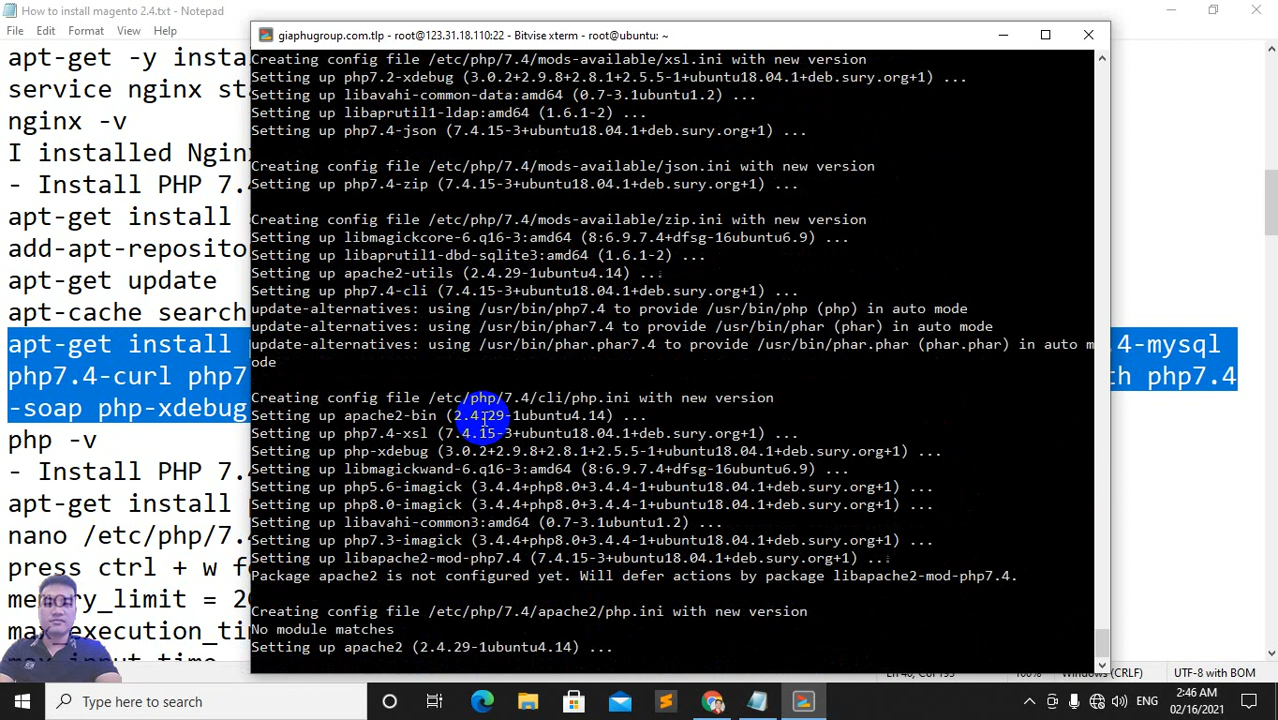 How to install magento 2.4.txt - Notepad
File Edit Format View Help
apt-get -y install
service nginx sta
nginx -v
I installed Nginx
- Install PHP 7.4
apt-get install
add-apt-reposito
apt-get update
apt-cache search
apt-get install
.4-mysql
php7.4-curl php7
th php7.4
-soap php-xdebug
php -v
- Install PHP 7.
apt-get install
nano /etc/php/7.4
press ctrl + w fo
memory_limit = 2G
max_execution_tim
max_input_time
giaphugroup.com.tlp - root@123.31.18.110:22 - Bitvise xterm - root@ubuntu: ~
Creating config file /etc/php/7.4/mods-available/xsl.ini with new version
Setting up php7.2-xdebug (3.0.2+2.9.8+2.8.1+2.5.5-1+ubuntu18.04.1+deb.sury.org+1) ...
Setting up libavahi-common-data:amd64 (0.7-3.1ubuntu1.2) ...
Setting up libaprutil1-ldap:amd64 (1.6.1-2) ...
Setting up php7.4-json (7.4.15-3+ubuntu18.04.1+deb.sury.org+1) ...
Creating config file /etc/php/7.4/mods-available/json.ini with new version
Setting up php7.4-zip (7.4.15-3+ubuntu18.04.1+deb.sury.org+1) ...
Creating config file /etc/php/7.4/mods-available/zip.ini with new version
Setting up libmagickcore-6.q16-3:amd64 (8:6.9.7.4+dfsg-16ubuntu6.9) ...
Setting up libaprutil1-dbd-sqlite3:amd64 (1.6.1-2) ...
Setting up apache2-utils (2.4.29-1ubuntu4.14) ...
Setting up php7.4-cli (7.4.15-3+ubuntu18.04.1+deb.sury.org+1) ...
update-alternatives: using /usr/bin/php7.4 to provide /usr/bin/php (php) in auto mode
update-alternatives: using /usr/bin/phar7.4 to provide /usr/bin/phar (phar) in auto mode
update-alternatives: using /usr/bin/phar.phar7.4 to provide /usr/bin/phar.phar (phar.phar) in auto m
ode
Creating config file /etc/php/7.4/cli/php.ini with new version
Setting up apache2-bin (2.4.29-1ubuntu4.14) ...
Setting up php7.4-xsl (7.4.15-3+ubuntu18.04.1+deb.sury.org+1) ...
Setting up php-xdebug (3.0.2+2.9.8+2.8.1+2.5.5-1+ubuntu18.04.1+deb.sury.org+1) ...
Setting up libmagickwand-6.q16-3:amd64 (8:6.9.7.4+dfsg-16ubuntu6.9) ...
Setting up php5.6-imagick (3.4.4+php8.0+3.4.4-1+ubuntu18.04.1+deb.sury.org+1) ...
Setting up php8.0-imagick (3.4.4+php8.0+3.4.4-1+ubuntu18.04.1+deb.sury.org+1) ...
Setting up libavahi-common3:amd64 (0.7-3.1ubuntu1.2) ...
Setting up php7.3-imagick (3.4.4+php8.0+3.4.4-1+ubuntu18.04.1+deb.sury.org+1) ...
Setting up libapache2-mod-php7.4 (7.4.15-3+ubuntu18.04.1+deb.sury.org+1) ...
Package apache2 is not configured yet. Will defer actions by package libapache2-mod-php7.4.
Creating config file /etc/php/7.4/apache2/php.ini with new version
No module matches
Setting up apache2 (2.4.29-1ubuntu4.14) ...
(CRLF) UTF-8 with BOM
Type here to search
ENG
2:46 AM
02/16/2021